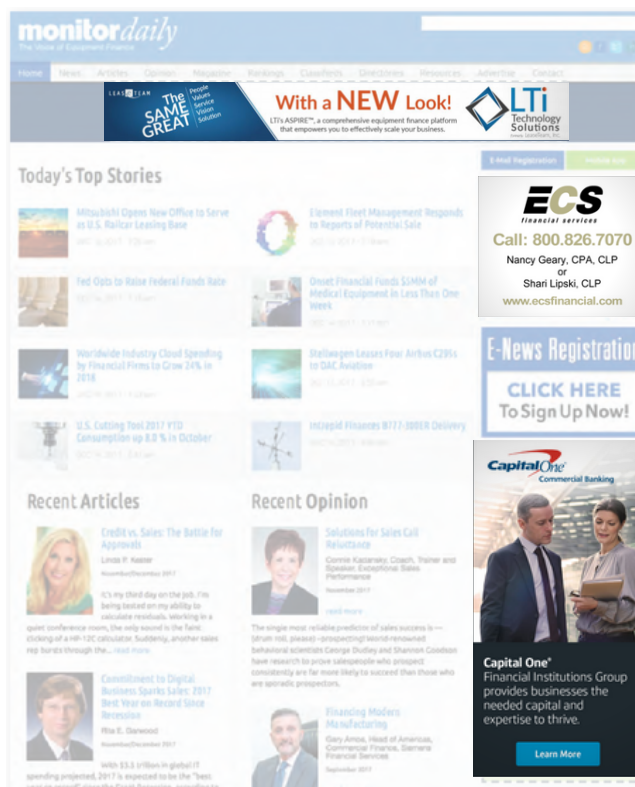 monitordaily
The Voice of Equipment Finance
Home News Articles Opinion Magazine Rankings Classifieds Directories Resources Advertise Contact
LEASETEAM
The
SAME
GREAT
People
Values
Service
Vision
Solution
With a NEW Look!
LTi's ASPIRE™, a comprehensive equipment finance platform
that empowers you to effectively scale your business.
LTi
Technology
Solutions
Today's Top Stories
E-Mail Registration
Mitsubishi Opens New Office to Serve
as U.S. Railcar Leasing Base
Element Fleet Management Responds
to Reports of Potential Sale
Fed Opts to Raise Federal Funds Rate
Onset Financial Funds $5MM of
Medical Equipment in Less Than One
Week
Worldwide Industry Cloud Spending
by Financial Firms to Grow 24% in
2018
Stellwagen Leases Four Airbus C295s
to DAC Aviation
U.S. Cutting Tool 2017 YTD
Consumption up 8.0 % in October
Intrepid Finances B777-300ER Delivery
ECS
financial services
Call: 800.826.7070
Nancy Geary, CPA, CLP
or
Shari Lipski, CLP
www.ecsfinancial.com
E-News Registration
CLICK HERE
To Sign Up Now!
Recent Articles
Credit vs. Sales: The Battle for
Approvals
Linda P. Kester
November/December 2017
It's my third day on the job. I'm
being tested on my ability to
calculate residuals. Working in a
quiet conference room, the only sound is the faint
clicking of a HP-12C calculator. Suddenly, another sales
rep bursts through the... read more
Commitment to Digital
Business Sparks Sales: 2017
Best Year on Record Since
Recession
Rita E. Garwood
November/December 2017
With $3.5 trillion in global IT
spending projected, 2017 is expected to be the "best
Recent Opinion
Solutions for Sales Call
Reluctance
Connie Kadansky, Coach, Trainer and
Speaker, Exceptional Sales
Performance
November 2017
read more
The single most reliable predictor of sales success is —
(drum roll, please) —prospecting! World-renowned
behavioral scientists George Dudley and Shannon Goodson
have research to prove salespeople who prospect
consistently are far more likely to succeed than those who
are sporadic prospectors.
Financing Modern
Manufacturing
Gary Amos, Head of Americas,
Commercial Finance, Siemens
Financial Services
September 2017
Capital One
Commercial Banking
Capital One®
Financial Institutions Group
provides businesses the
needed capital and
expertise to thrive.
Learn More